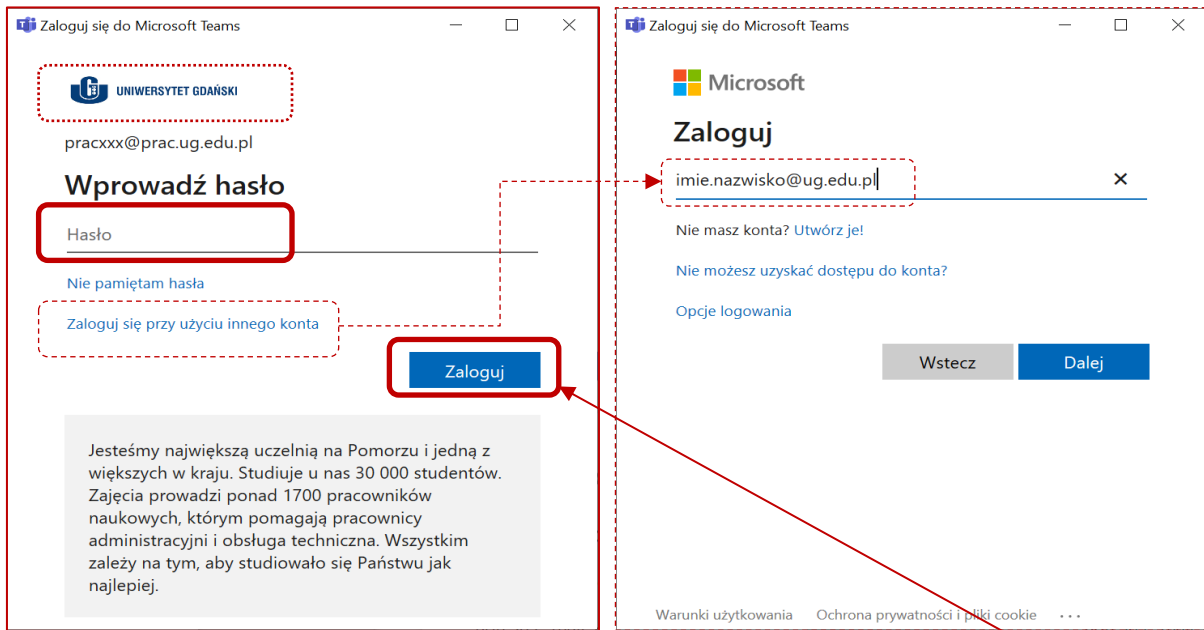 Zaloguj się do Microsoft Teams
UNIWERSYTET GDAŃSKI
pracxxx@prac.ug.edu.pl
Wprowadź hasło
Hasło
Nie pamiętam hasła
Zaloguj się przy użyciu innego konta
Zaloguj
Jesteśmy największą uczelnią na Pomorzu i jedną z
większych w kraju. Studiuje u nas 30 000 studentów.
Zajęcia prowadzi ponad 1700 pracowników
naukowych, którym pomagają pracownicy
administracyjni i obsługa techniczna. Wszystkim
zależy na tym, aby studiowało się Państwu jak
najlepiej.
Zaloguj się do Microsoft Teams
Microsoft
Zaloguj
imie.nazwisko@ug.edu.pl
Nie masz konta? Utwórz je!
Nie możesz uzyskać dostępu do konta?
Opcje logowania
Wstecz
Dalej
Warunki użytkowania
Ochrona prywatności i pliki cookie